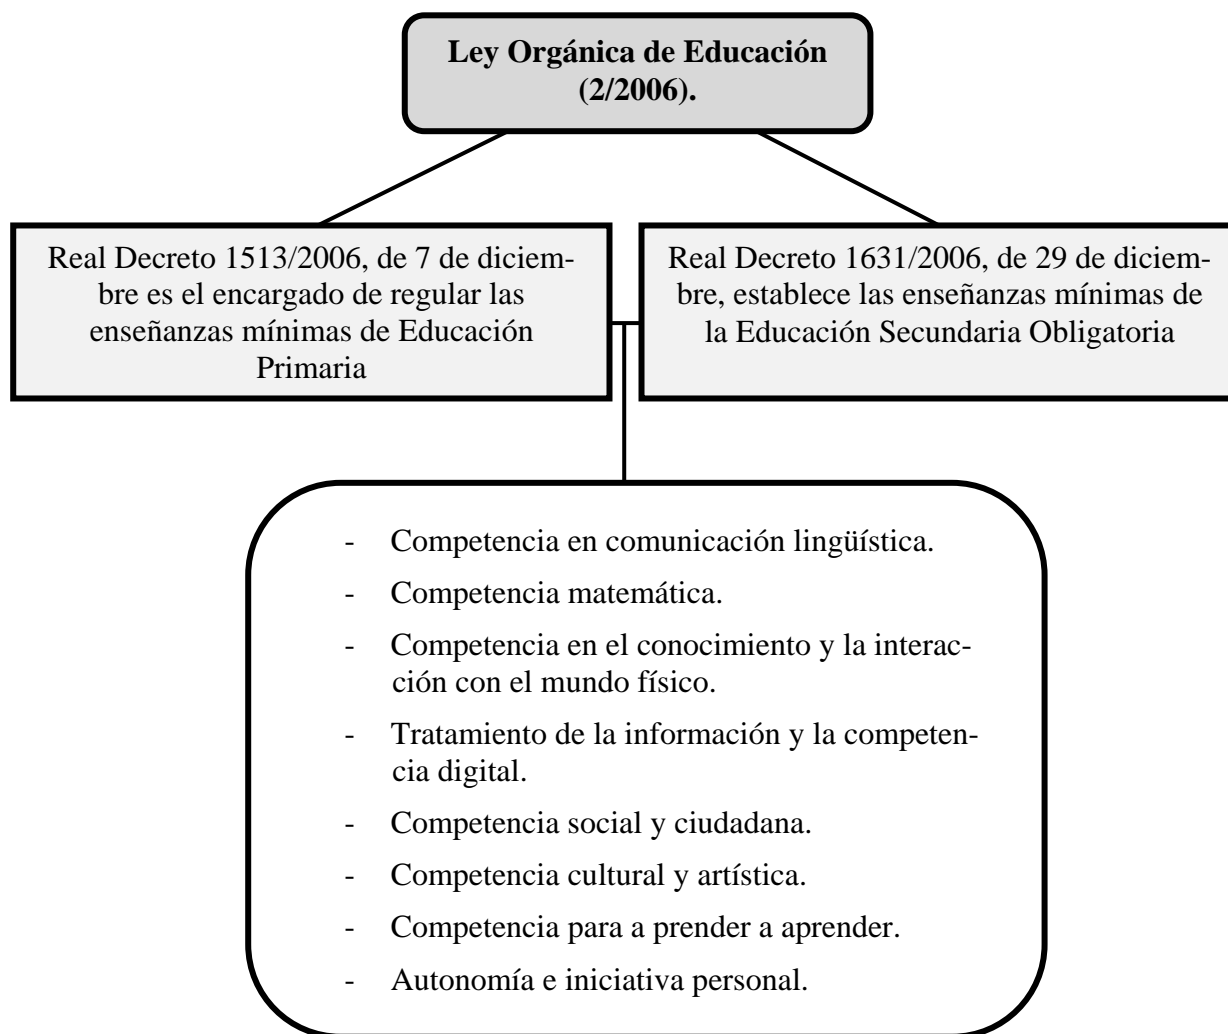 Ley Orgánica de Educación
(2/2006).
Real Decreto 1513/2006, de 7 de diciem-
bre es el encargado de regular las
enseñanzas mínimas de Educación
Primaria
Real Decreto 1631/2006, de 29 de diciem-
bre, establece las enseñanzas mínimas de
la Educación Secundaria Obligatoria
- Competencia en comunicación lingüística.
- Competencia matemática.
- Competencia en el conocimiento y la interac-
ción con el mundo físico.
- Tratamiento de la información y la competen-
cia digital.
- Competencia social y ciudadana.
- Competencia cultural y artística.
- Competencia para a prender a aprender.
- Autonomía e iniciativa personal.